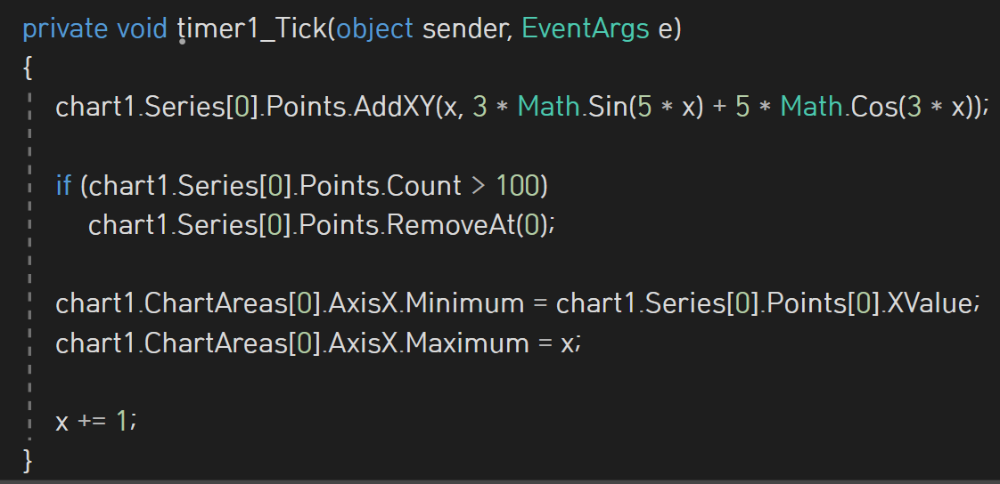 private void timer1_Tick(object sender, EventArgs e)
{
chart1.Series[0].Points.AddXY(x, 3 * Math.Sin(5 * x) + 5 * Math.Cos(3 * x));
if (chart1.Series[0].Points.Count > 100)
chart1.Series[0].Points.RemoveAt(0);
chart1.ChartAreas[0].AxisX.Minimum = chart1.Series[0].Points[0].XValue;
chart1.ChartAreas[0].AxisX.Maximum = x;
x += 1;
}